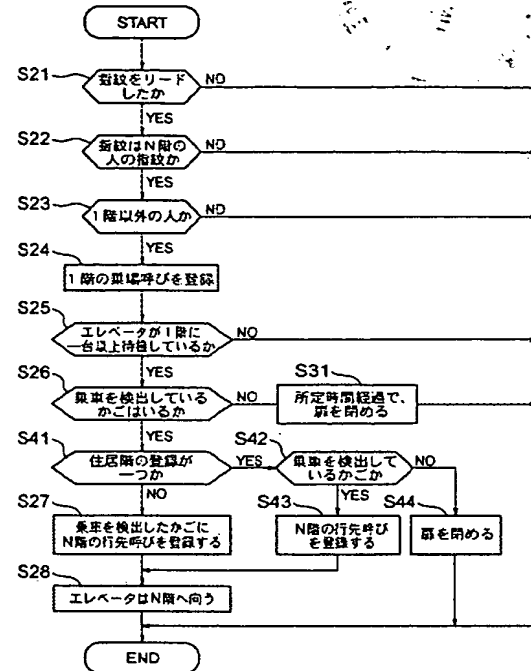 START
S21
指紋をリード
したか
NO
YES
S22
指紋はN階の
人の指紋か
NO
YES
S23
1階以外の人か
NO
YES
S24
1階の乗場呼びを登録
S25
エレベータが1階に
一台以上待機しているか
NO
YES
S26
乗車を検出している
かごはいるか
NO
S31
所定時間経過で、
扉を閉める
YES
S41
住居階の登録が
一つか
YES
S42
乗車を検出して
いるかごか
NO
NO
YES
S27
乗車を検出したかごに
N階の行先呼びを登録する
S43
N階の行先呼び
を登録する
S44
扉を閉める
S28
エレベータはN階へ向う
END